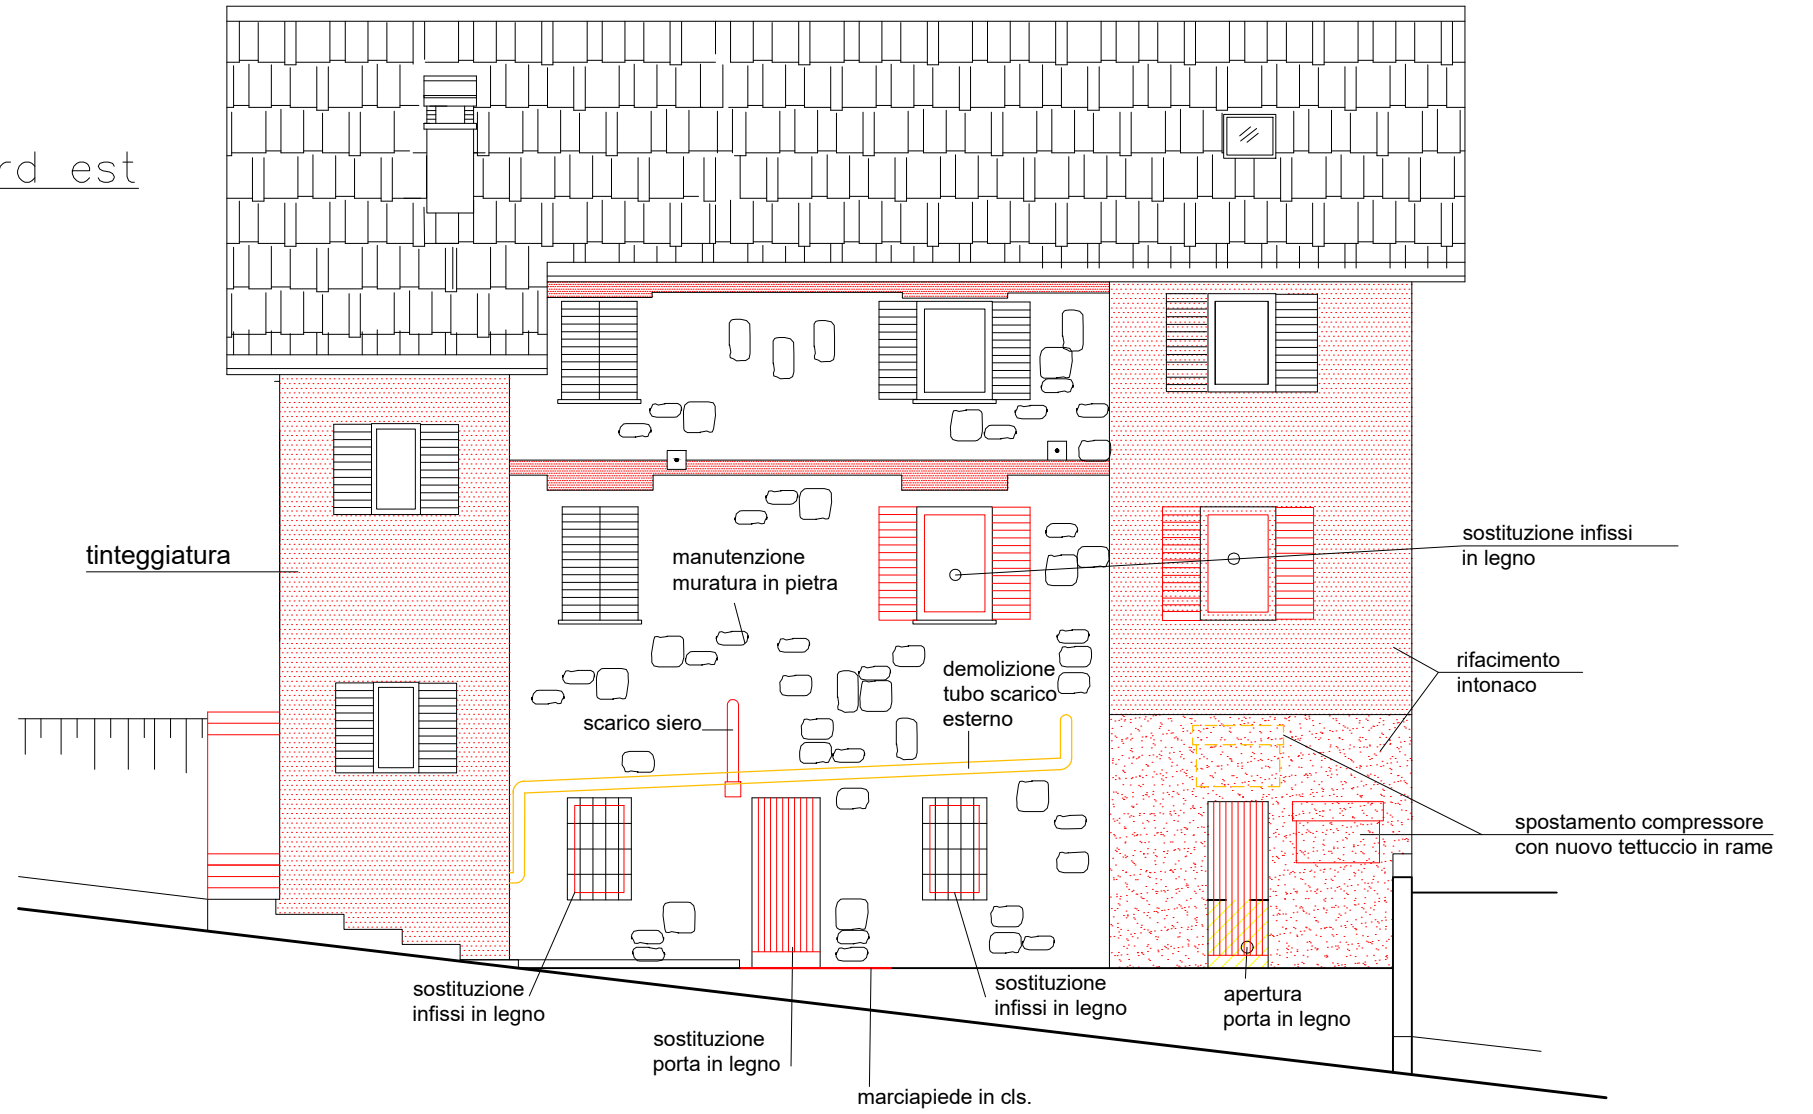 rd est
tinteggiatura
manutenzione
muratura in pietra
sostituzione infissi
in legno
rifacimento
intonaco
demolizione
tubo scarico
esterno
scarico siero
spostamento compressore
con nuovo tettuccio in rame
sostituzione
infissi in legno
sostituzione
porta in legno
sostituzione
infissi in legno
apertura
porta in legno
marciapiede in cls.